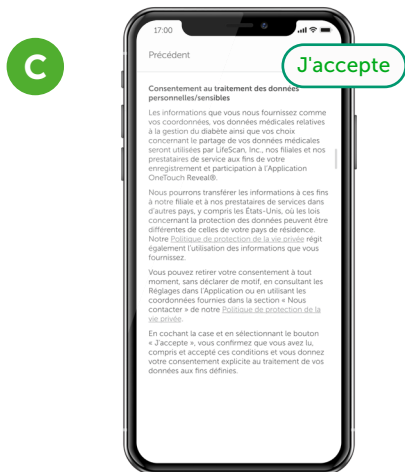 C
17:00
Précédent
J'accepte
Consentement au traitement des données
personnelles/sensibles
Les informations que vous nous fournissez comme
vos coordonnées, vos données médicales relatives
à la gestion du diabète ainsi que vos choix
concernant le partage de vos données médicales
seront utilisées par LifeScan, Inc., nos filiales et nos
prestataires de service aux fins de votre
enregistrement et participation à l'Application
OneTouch Reveal®.
Nous pourrons transférer les informations à ces fins
à notre filiale et à nos prestataires de services dans
d'autres pays, y compris les États-Unis, où les lois
concernant la protection des données peuvent être
différentes de celles de votre pays de résidence.
Notre Politique de protection de la vie privée régit
également l'utilisation des informations que vous
fournissez.
Vous pouvez retirer votre consentement à tout
moment, sans déclarer de motif, en consultant les
Réglages dans l'Application ou en utilisant les
coordonnées fournies dans la section « Nous
contacter » de notre Politique de protection de la
vie privée.
En cochant la case et en sélectionnant le bouton
« J'accepte », vous confirmez que vous avez lu,
compris et accepté ces conditions et vous donnez
votre consentement explicite au traitement de vos
données aux fins définies.